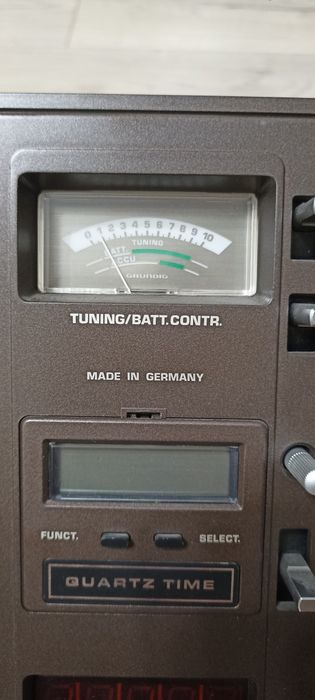 0 1 2 3 4 5 6 7 8 9 10
TUNING
BATT.
ACCU
GRUNDIG
TUNING/BATT.CONTR.
MADE IN GERMANY
FUNCT. SELECT.
QUARTZ TIME